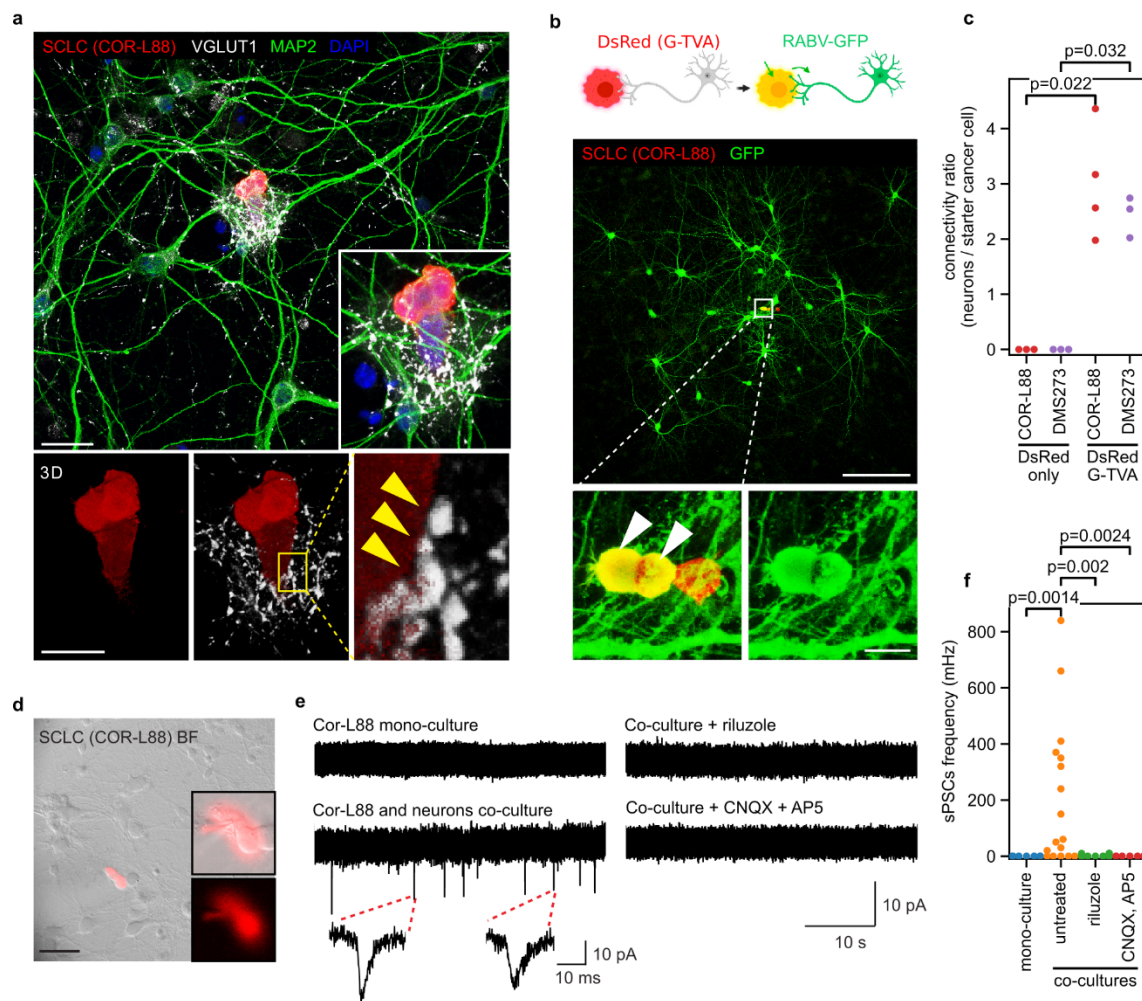 a
SCLC (COR-L88) VGLUT1 MAP2 DAPI
3D
b
DsRed (G-TVA) RABV-GFP
SCLC (COR-L88) GFP
c
p=0.032
p=0.022
connectivity ratio
(neurons / starter cancer cell)
4
3
2
1
0
COR-L88
DMS273
COR-L88
DMS273
DsRed
only
DsRed
G-TVA
d
SCLC (COR-L88) BF
e
Cor-L88 mono-culture
Co-culture + riluzole
Cor-L88 and neurons co-culture
Co-culture + CNQX + AP5
10 pA
10 ms
10 pA
10 s
f
p=0.0024
p=0.002
p=0.0014
sPSCs frequency (mHz)
800
600
400
200
0
mono-culture
untreated
riluzole
CNQX, AP5
co-cultures